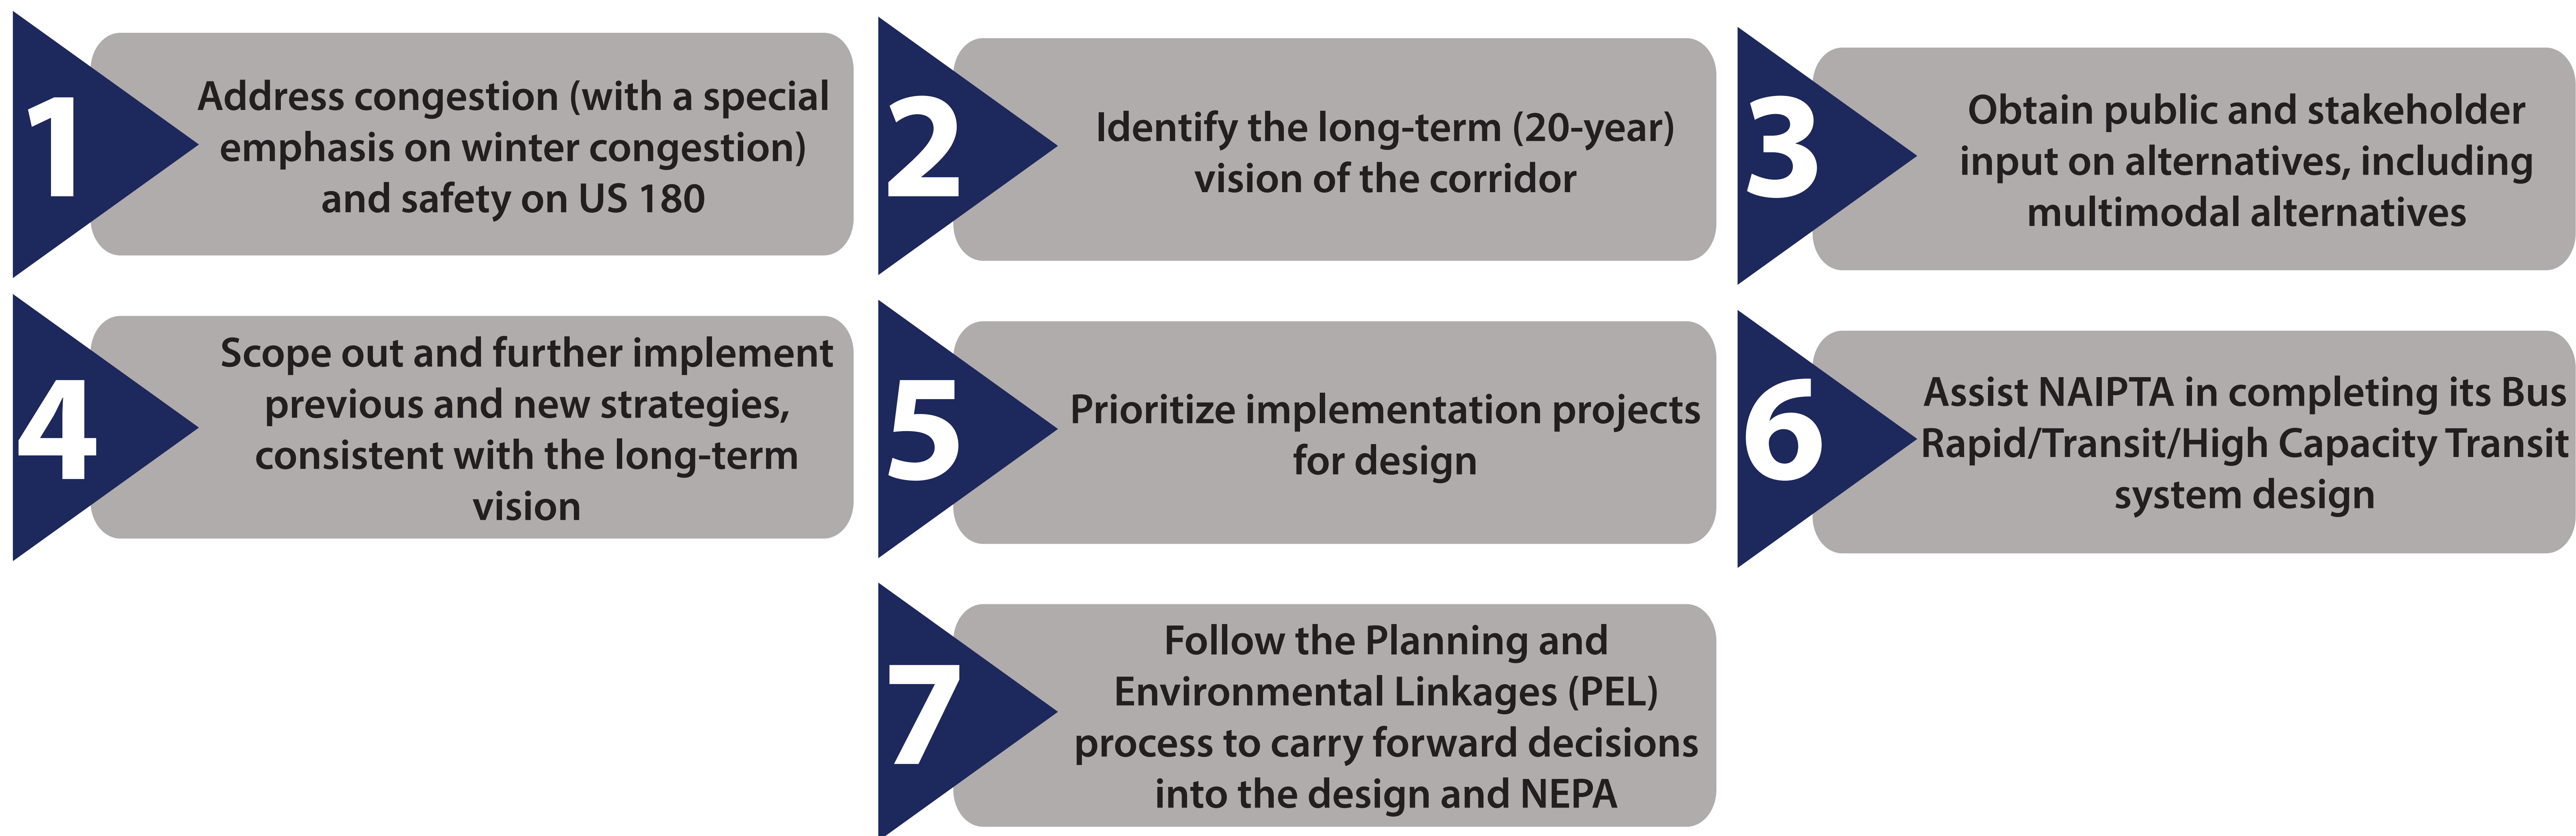 1
Address congestion (with a special
emphasis on winter congestion)
and safety on US 180
2
Identify the long-term (20-year)
vision of the corridor
3
Obtain public and stakeholder
input on alternatives, including
multimodal alternatives
4
Scope out and further implement
previous and new strategies,
consistent with the long-term
vision
5
Prioritize implementation projects
for design
6
Assist NAIPTA in completing its Bus
Rapid/Transit/High Capacity Transit
system design
7
Follow the Planning and
Environmental Linkages (PEL)
process to carry forward decisions
into the design and NEPA